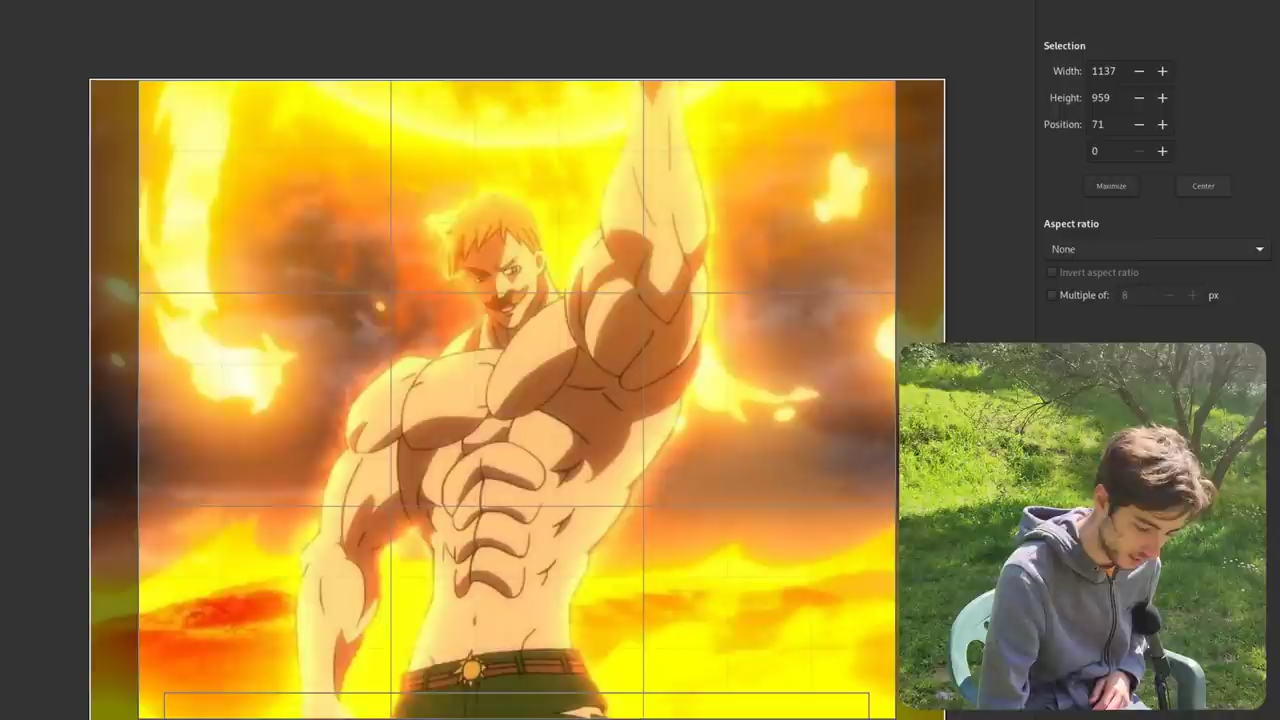 Selection
Width: 1137
Height: 959
Position: 71
0
Maximize Center
Aspect ratio
None
Invert aspect ratio
Multiple of: 8 px